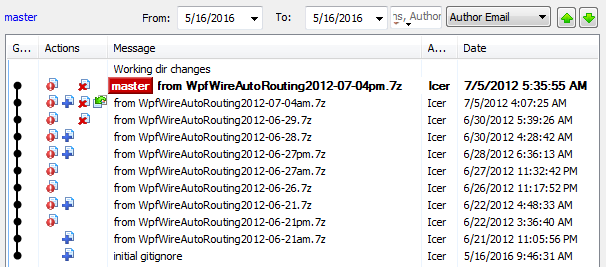 master From: 5/16/2016 To: 5/16/2016 ns, Author Author Email
G... Actions Message A... Date
Working dir changes
master from WpfWireAutoRouting2012-07-04pm.7z Icer 7/5/2012 5:35:55 AM
from WpfWireAutoRouting2012-07-04am.7z Icer 7/5/2012 4:07:25 AM
from WpfWireAutoRouting2012-06-29.7z Icer 6/30/2012 5:39:26 AM
from WpfWireAutoRouting2012-06-28.7z Icer 6/30/2012 4:28:42 AM
from WpfWireAutoRouting2012-06-27pm.7z Icer 6/28/2012 6:36:13 AM
from WpfWireAutoRouting2012-06-27am.7z Icer 6/27/2012 11:32:42 PM
from WpfWireAutoRouting2012-06-26.7z Icer 6/26/2012 11:17:52 PM
from WpfWireAutoRouting2012-06-21.7z Icer 6/22/2012 4:48:33 AM
from WpfWireAutoRouting2012-06-21pm.7z Icer 6/22/2012 3:36:40 AM
from WpfWireAutoRouting2012-06-21am.7z Icer 6/21/2012 11:05:56 PM
initial gitignore Icer 5/16/2016 9:46:31 AM